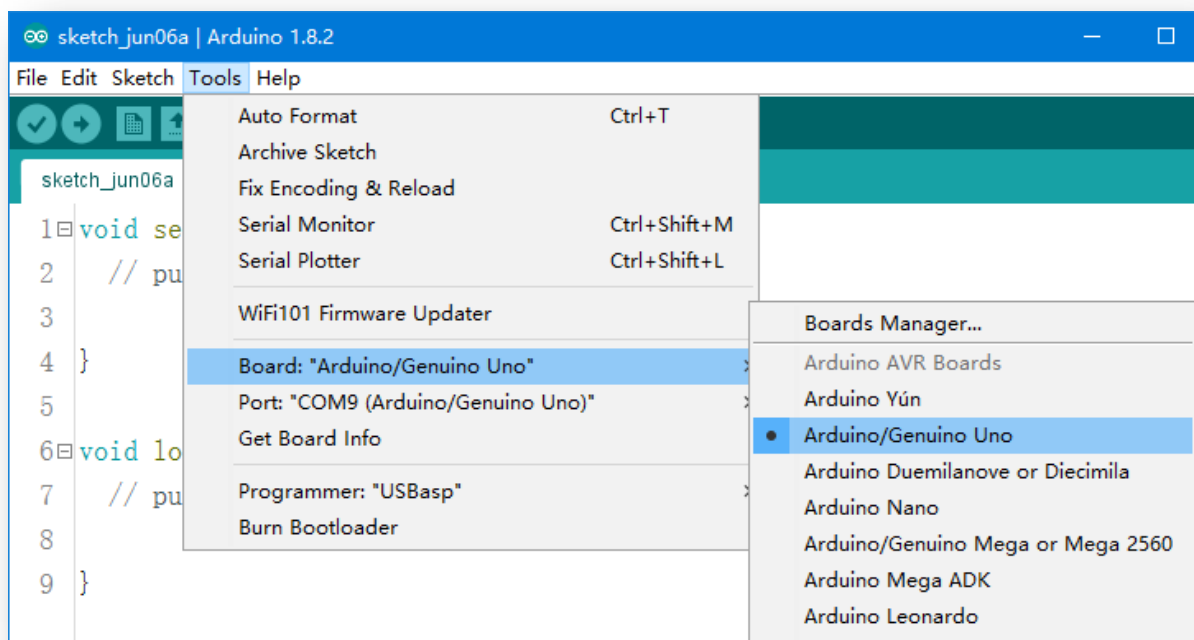 sketch_jun06a | Arduino 1.8.2
File Edit Sketch Tools Help
sketch_jun06a
1 void se
2 // pu
3
4 }
5
6 void lo
7 // pu
8
9 }
Auto Format Ctrl+T
Archive Sketch
Fix Encoding & Reload
Serial Monitor Ctrl+Shift+M
Serial Plotter Ctrl+Shift+L
WiFi101 Firmware Updater
Board: "Arduino/Genuino Uno"
Port: "COM9 (Arduino/Genuino Uno)"
Get Board Info
Programmer: "USBasp"
Burn Bootloader
Boards Manager...
Arduino AVR Boards
Arduino Yún
Arduino/Genuino Uno
Arduino Duemilanove or Diecimila
Arduino Nano
Arduino/Genuino Mega or Mega 2560
Arduino Mega ADK
Arduino Leonardo